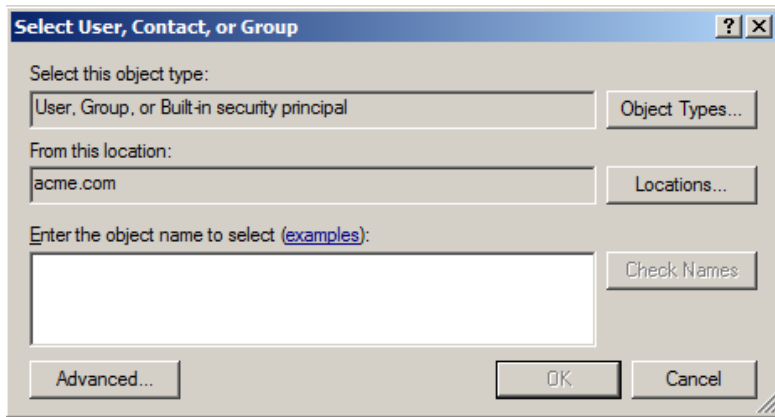 Select User, Contact, or Group
Select this object type:
User, Group, or Built-in security principal
Object Types...
From this location:
acme.com
Locations...
Enter the object name to select (examples):
Check Names
Advanced...
OK
Cancel